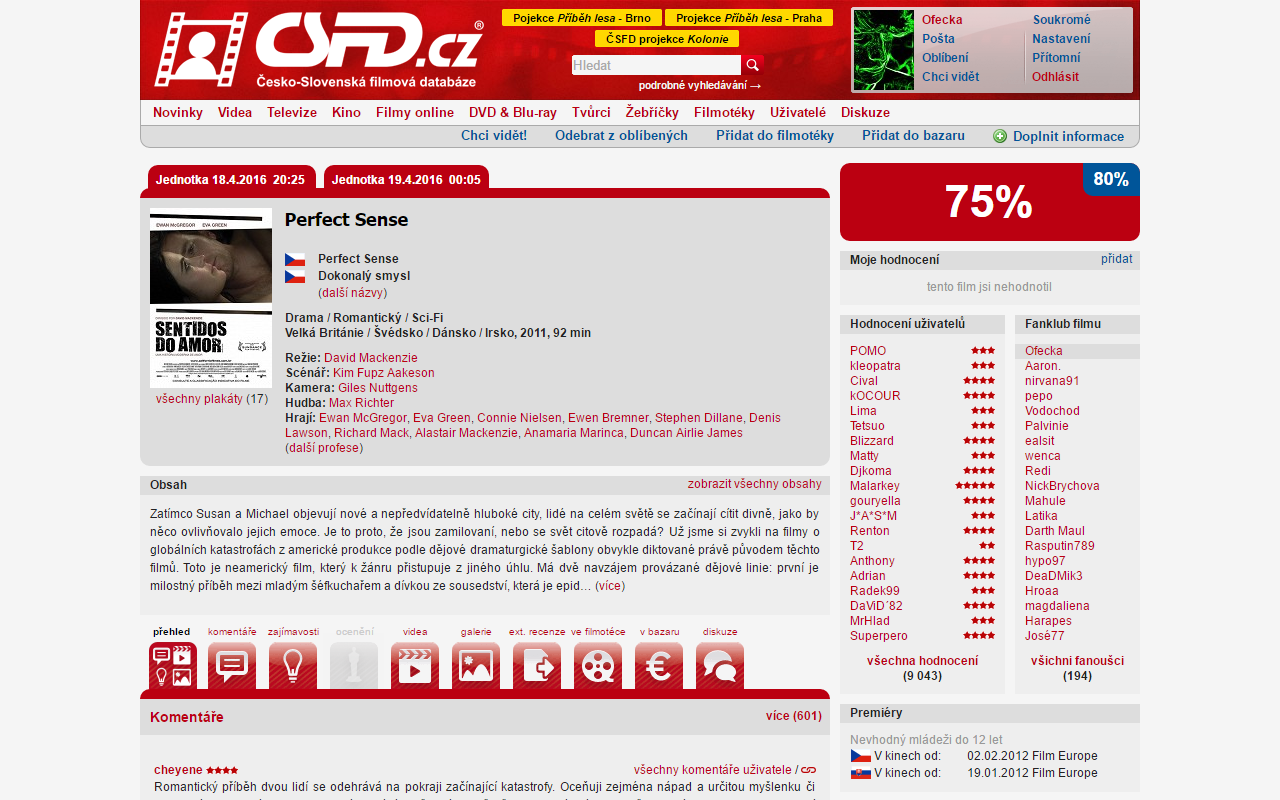 ČSFD.cz®
Česko-Slovenská filmová databáze
Pojekce Příběh lesa - Brno
Projekce Příběh lesa - Praha
ČSFD projekce Kolonie
Hledat
podrobné vyhledávání →
Ofecka
Soukromé
Pošta
Nastavení
Oblíbení
Přítomní
Chci vidět
Odhlásit
Novinky Videa Televize Kino Filmy online DVD & Blu-ray Tvůrci Žebříčky Filmotéky Uživatelé Diskuze
Chci vidět! Odebrat z oblíbených Přidat do filmotéky Přidat do bazaru Doplnit informace
Jednotka 18.4.2016 20:25
Jednotka 19.4.2016 00:05
EWAN McGREGOR EVA GREEN
SENTIDOS
DO AMOR
všechny plakáty (17)
Perfect Sense
Perfect Sense
Dokonalý smysl
(další názvy)
Drama / Romantický / Sci-Fi
Velká Británie / Švédsko / Dánsko / Irsko, 2011, 92 min
Režie: David Mackenzie
Scénář: Kim Fupz Aakeson
Kamera: Giles Nuttgens
Hudba: Max Richter
Hrají: Ewan McGregor, Eva Green, Connie Nielsen, Ewen Bremner, Stephen Dillane, Denis
Lawson, Richard Mack, Alastair Mackenzie, Anamaria Marinca, Duncan Airlie James
(další profese)
Obsah
zobrazit všechny obsahy
Zatímco Susan a Michael objevují nové a nepředvídatelně hluboké city, lidé na celém světě se začínají cítit divně, jako by
něco ovlivňovalo jejich emoce. Je to proto, že jsou zamilovaní, nebo se svět citově rozpadá? Už jsme si zvykli na filmy o
globálních katastrofách z americké produkce podle dějové dramaturgické šablony obvykle diktované právě původem těchto
filmů. Toto je neamerický film, který k žánru přistupuje z jiného úhlu. Má dvě navzájem provázané dějové linie: první je
milostný příběh mezi mladým šéfkuchařem a dívkou ze sousedství, která je epid... (více)
přehled komentáře zajímavosti ocenění videa galerie ext. recenze ve filmotéce v bazaru diskuze
Komentáře
více (601)
cheyene ★★★★
všechny komentáře uživatele /
Romantický příběh dvou lidí se odehrává na pokraji začínající katastrofy. Oceňuji zejména nápad a určitou myšlenku či
75%
80%
Moje hodnocení
přidat
tento film jsi nehodnotil
Hodnocení uživatelů
POMO ★★★
kleopatra ★★★
Cival ★★★★
kOCOUR ★★★★
Lima ★★★
Tetsuo ★★★
Blizzard ★★★★
Matty ★★★
Djkoma ★★★★
Malarkey ★★★★★
gouryella ★★★★
J*A*S*M ★★★
Renton ★★★★
T2 ★★
Anthony ★★★★
Adrian ★★★★
Radek99 ★★★
DaViD´82 ★★★★
MrHlad ★★★
Superpero ★★★★
všechna hodnocení
(9 043)
Fanklub filmu
Ofecka
Aaron.
nirvana91
pepo
Vodochod
Palvinie
ealsit
wenca
Redi
NickBrychova
Mahule
Latika
Darth Maul
Rasputin789
hypo97
DeaDMik3
Hroaa
magdaliena
Harapes
José77
všichni fanoušci
(194)
Premiéry
Nevhodný mládeži do 12 let
V kinech od: 02.02.2012 Film Europe
V kinech od: 19.01.2012 Film Europe